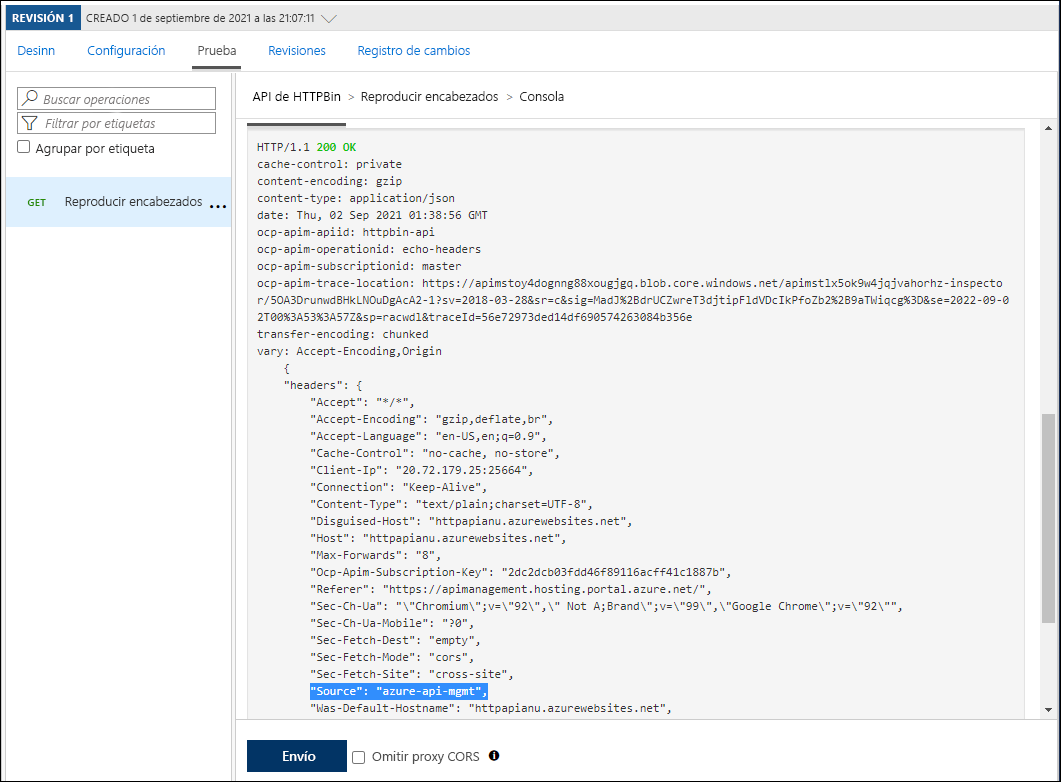 REVISIÓN 1 CREADO 1 de septiembre de 2021 a las 21:07:11
Desinn Configuración Prueba Revisiones Registro de cambios
Buscar operaciones
Filtrar por etiquetas
Agrupar por etiqueta
GET Reproducir encabezados ...
API de HTTPBin > Reproducir encabezados > Consola
HTTP/1.1 200 OK
cache-control: private
content-encoding: gzip
content-type: application/json
date: Thu, 02 Sep 2021 01:38:56 GMT
ocp-apim-apiid: httpbin-api
ocp-apim-operationid: echo-headers
ocp-apim-subscriptionid: master
ocp-apim-trace-location: https://apimstoy4dognng88xougjgq.blob.core.windows.net/apimstlx5ok9w4jqjvahorhz-inspect
or/5OA3DrunwdBHkLNOuDgAcA2-1?sv=2018-03-28&sr=c&sig=MadJ%2BdrUCZwreT3djtipFldVDcIkPfoZb2%2B9aTWiqcg%3D&se=2022-09-0
2T00%3A53%3A57Z&sp=racwdl&traceId=56e72973ded14df690574263084b356e
transfer-encoding: chunked
vary: Accept-Encoding,Origin
{
"headers": {
"Accept": "*/*",
"Accept-Encoding": "gzip,deflate,br",
"Accept-Language": "en-US,en;q=0.9",
"Cache-Control": "no-cache, no-store",
"Client-Ip": "20.72.179.25:25664",
"Connection": "Keep-Alive",
"Content-Type": "text/plain;charset=UTF-8",
"Disguised-Host": "httpapianu.azurewebsites.net",
"Host": "httpapianu.azurewebsites.net",
"Max-Forwards": "8",
"Ocp-Apim-Subscription-Key": "2dc2dcb03fdd46f89116acff41c1887b",
"Referer": "https://apimanagement.hosting.portal.azure.net/",
"Sec-Ch-Ua": "\"Chromium\";v=\"92\",\" Not A;Brand\";v=\"99\",\"Google Chrome\";v=\"92\"",
"Sec-Ch-Ua-Mobile": "?0",
"Sec-Fetch-Dest": "empty",
"Sec-Fetch-Mode": "cors",
"Sec-Fetch-Site": "cross-site",
"Source": "azure-api-mgmt",
"Was-Default-Hostname": "httpapianu.azurewebsites.net",
Envío Omitir proxy CORS